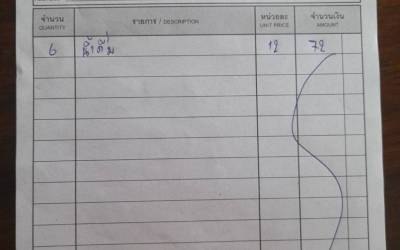 จำนวน รายการ / DESCRIPTION หน่วยละ จำนวนเงิน
QUANTITY UNIT PRICE AMOUNT
6 น้ำดื่ม 12 72